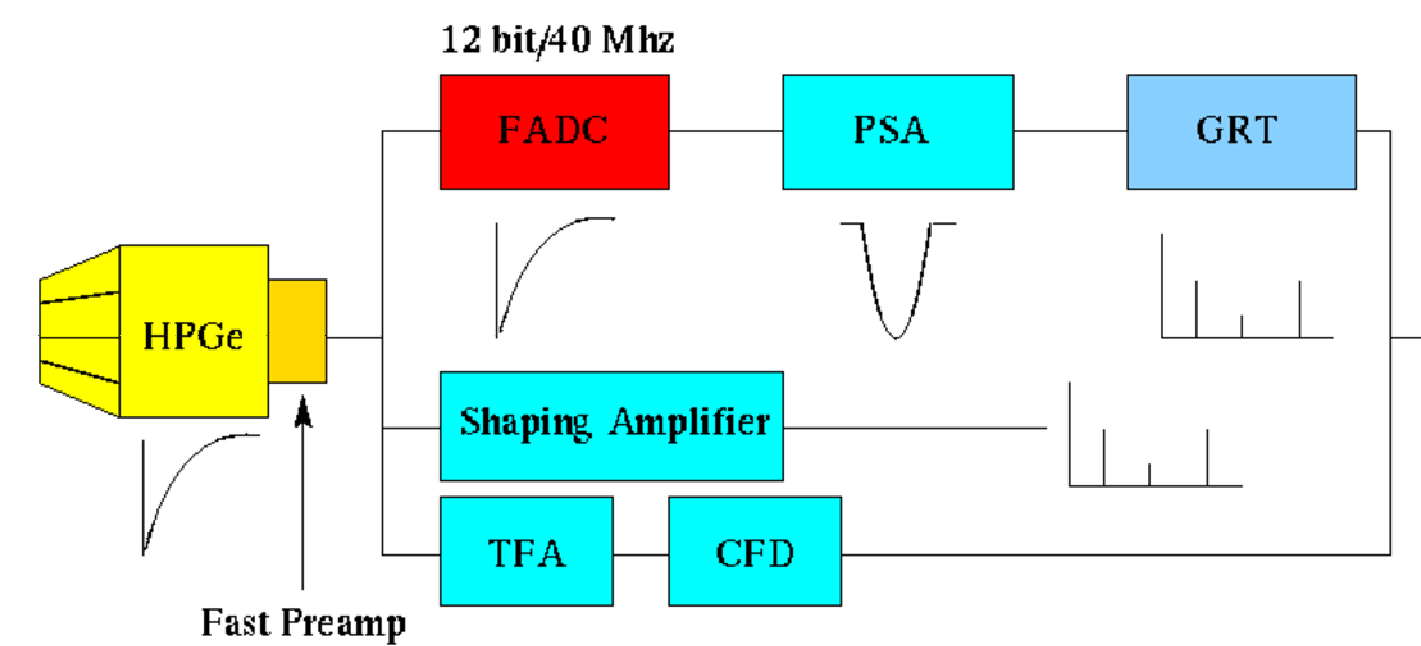 12 bit/40 Mhz
FADC
PSA
GRT
HPGe
Shaping Amplifier
TFA
CFD
Fast Preamp